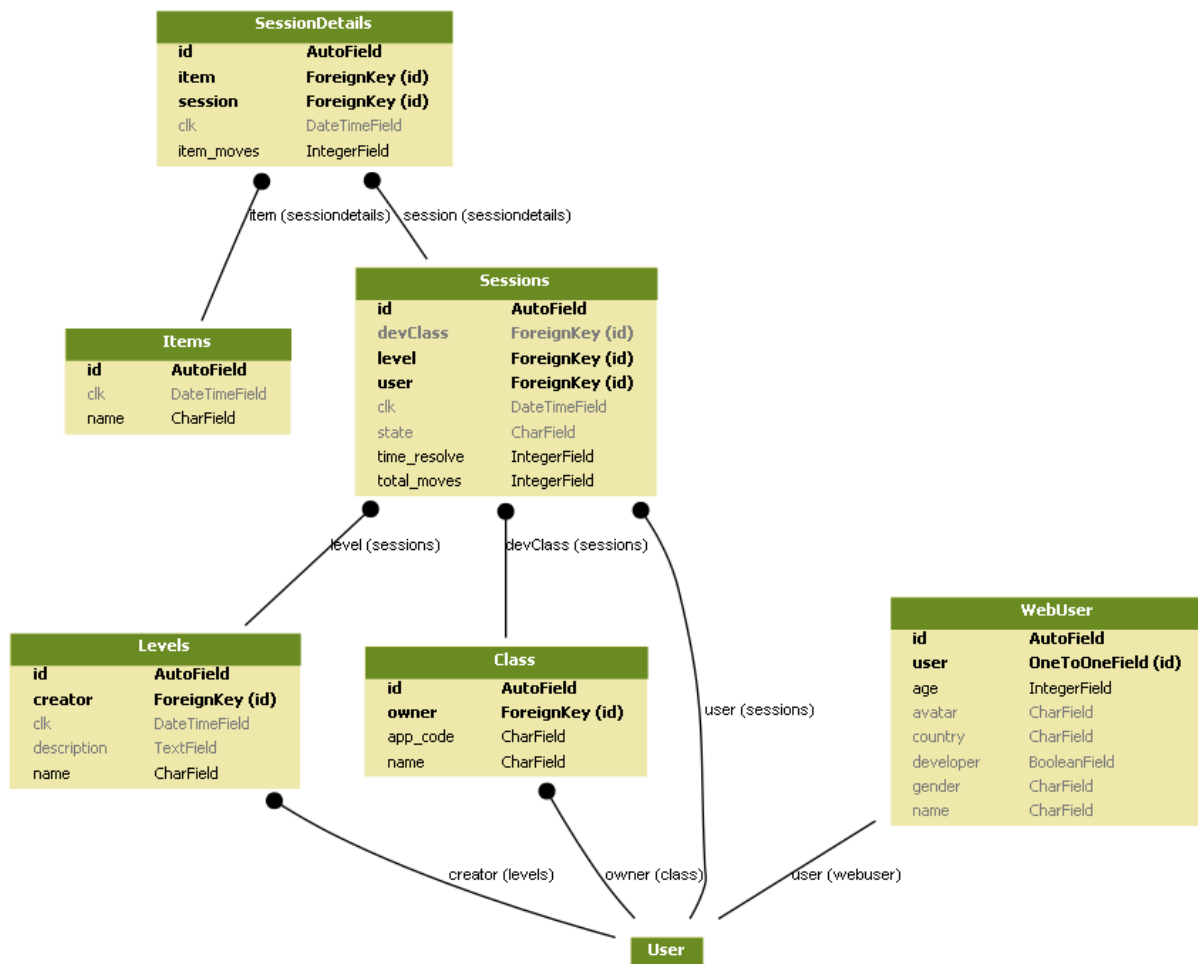 SessionDetails
id AutoField
item ForeignKey (id)
session ForeignKey (id)
clk DateTimeField
item_moves IntegerField
item (sessiondetails) session (sessiondetails)
Sessions
id AutoField
devClass ForeignKey (id)
level ForeignKey (id)
user ForeignKey (id)
clk DateTimeField
state CharField
time_resolve IntegerField
total_moves IntegerField
Items
id AutoField
clk DateTimeField
name CharField
level (sessions) devClass (sessions)
Levels
id AutoField
creator ForeignKey (id)
clk DateTimeField
description TextField
name CharField
Class
id AutoField
owner ForeignKey (id)
app_code CharField
name CharField
user (sessions)
WebUser
id AutoField
user OneToOneField (id)
age IntegerField
avatar CharField
country CharField
developer BooleanField
gender CharField
name CharField
creator (levels) owner (class) user (webuser)
User